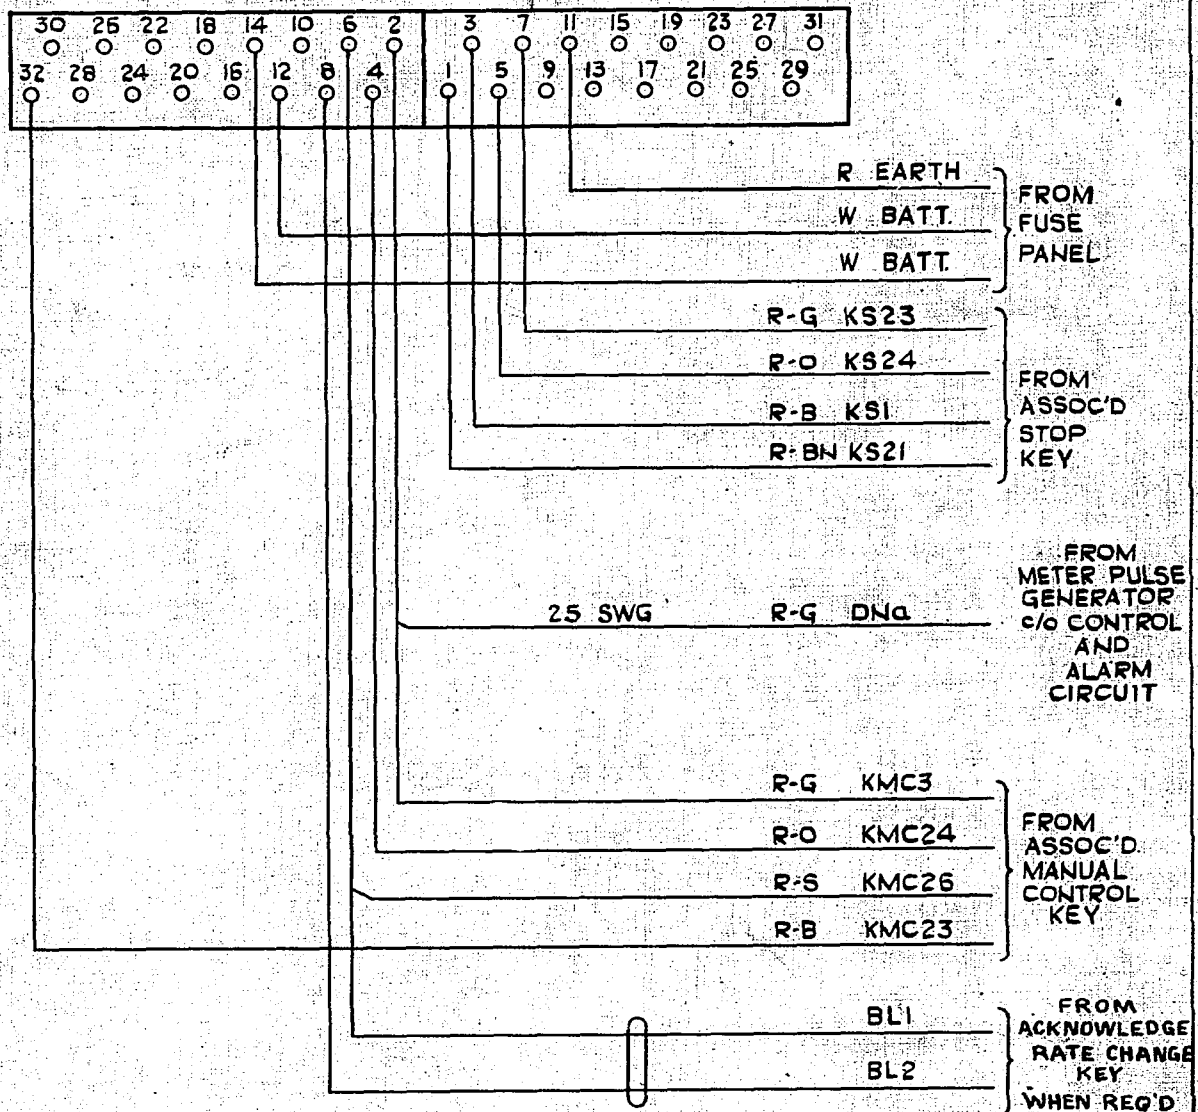 30 26 22 18 14 10 6 2 3 7 11 15 19 23 27 31
32 28 24 20 16 12 8 4 1 5 9 13 17 21 25 29
R EARTH
W BATT.
W BATT.
FROM
FUSE
PANEL
R-G KS23
R-O KS24
R-B KS1
R-BN KS21
FROM
ASSOC'D
STOP
KEY
25 SWG R-G DNa
FROM
METER PULSE
GENERATOR
c/o CONTROL
AND
ALARM
CIRCUIT
R-G KMC3
R-O KMC24
R-S KMC26
R-B KMC23
FROM
ASSOC'D.
MANUAL
CONTROL
KEY
BL1
BL2
FROM
ACKNOWLEDGE
RATE CHANGE
KEY
WHEN REQ'D